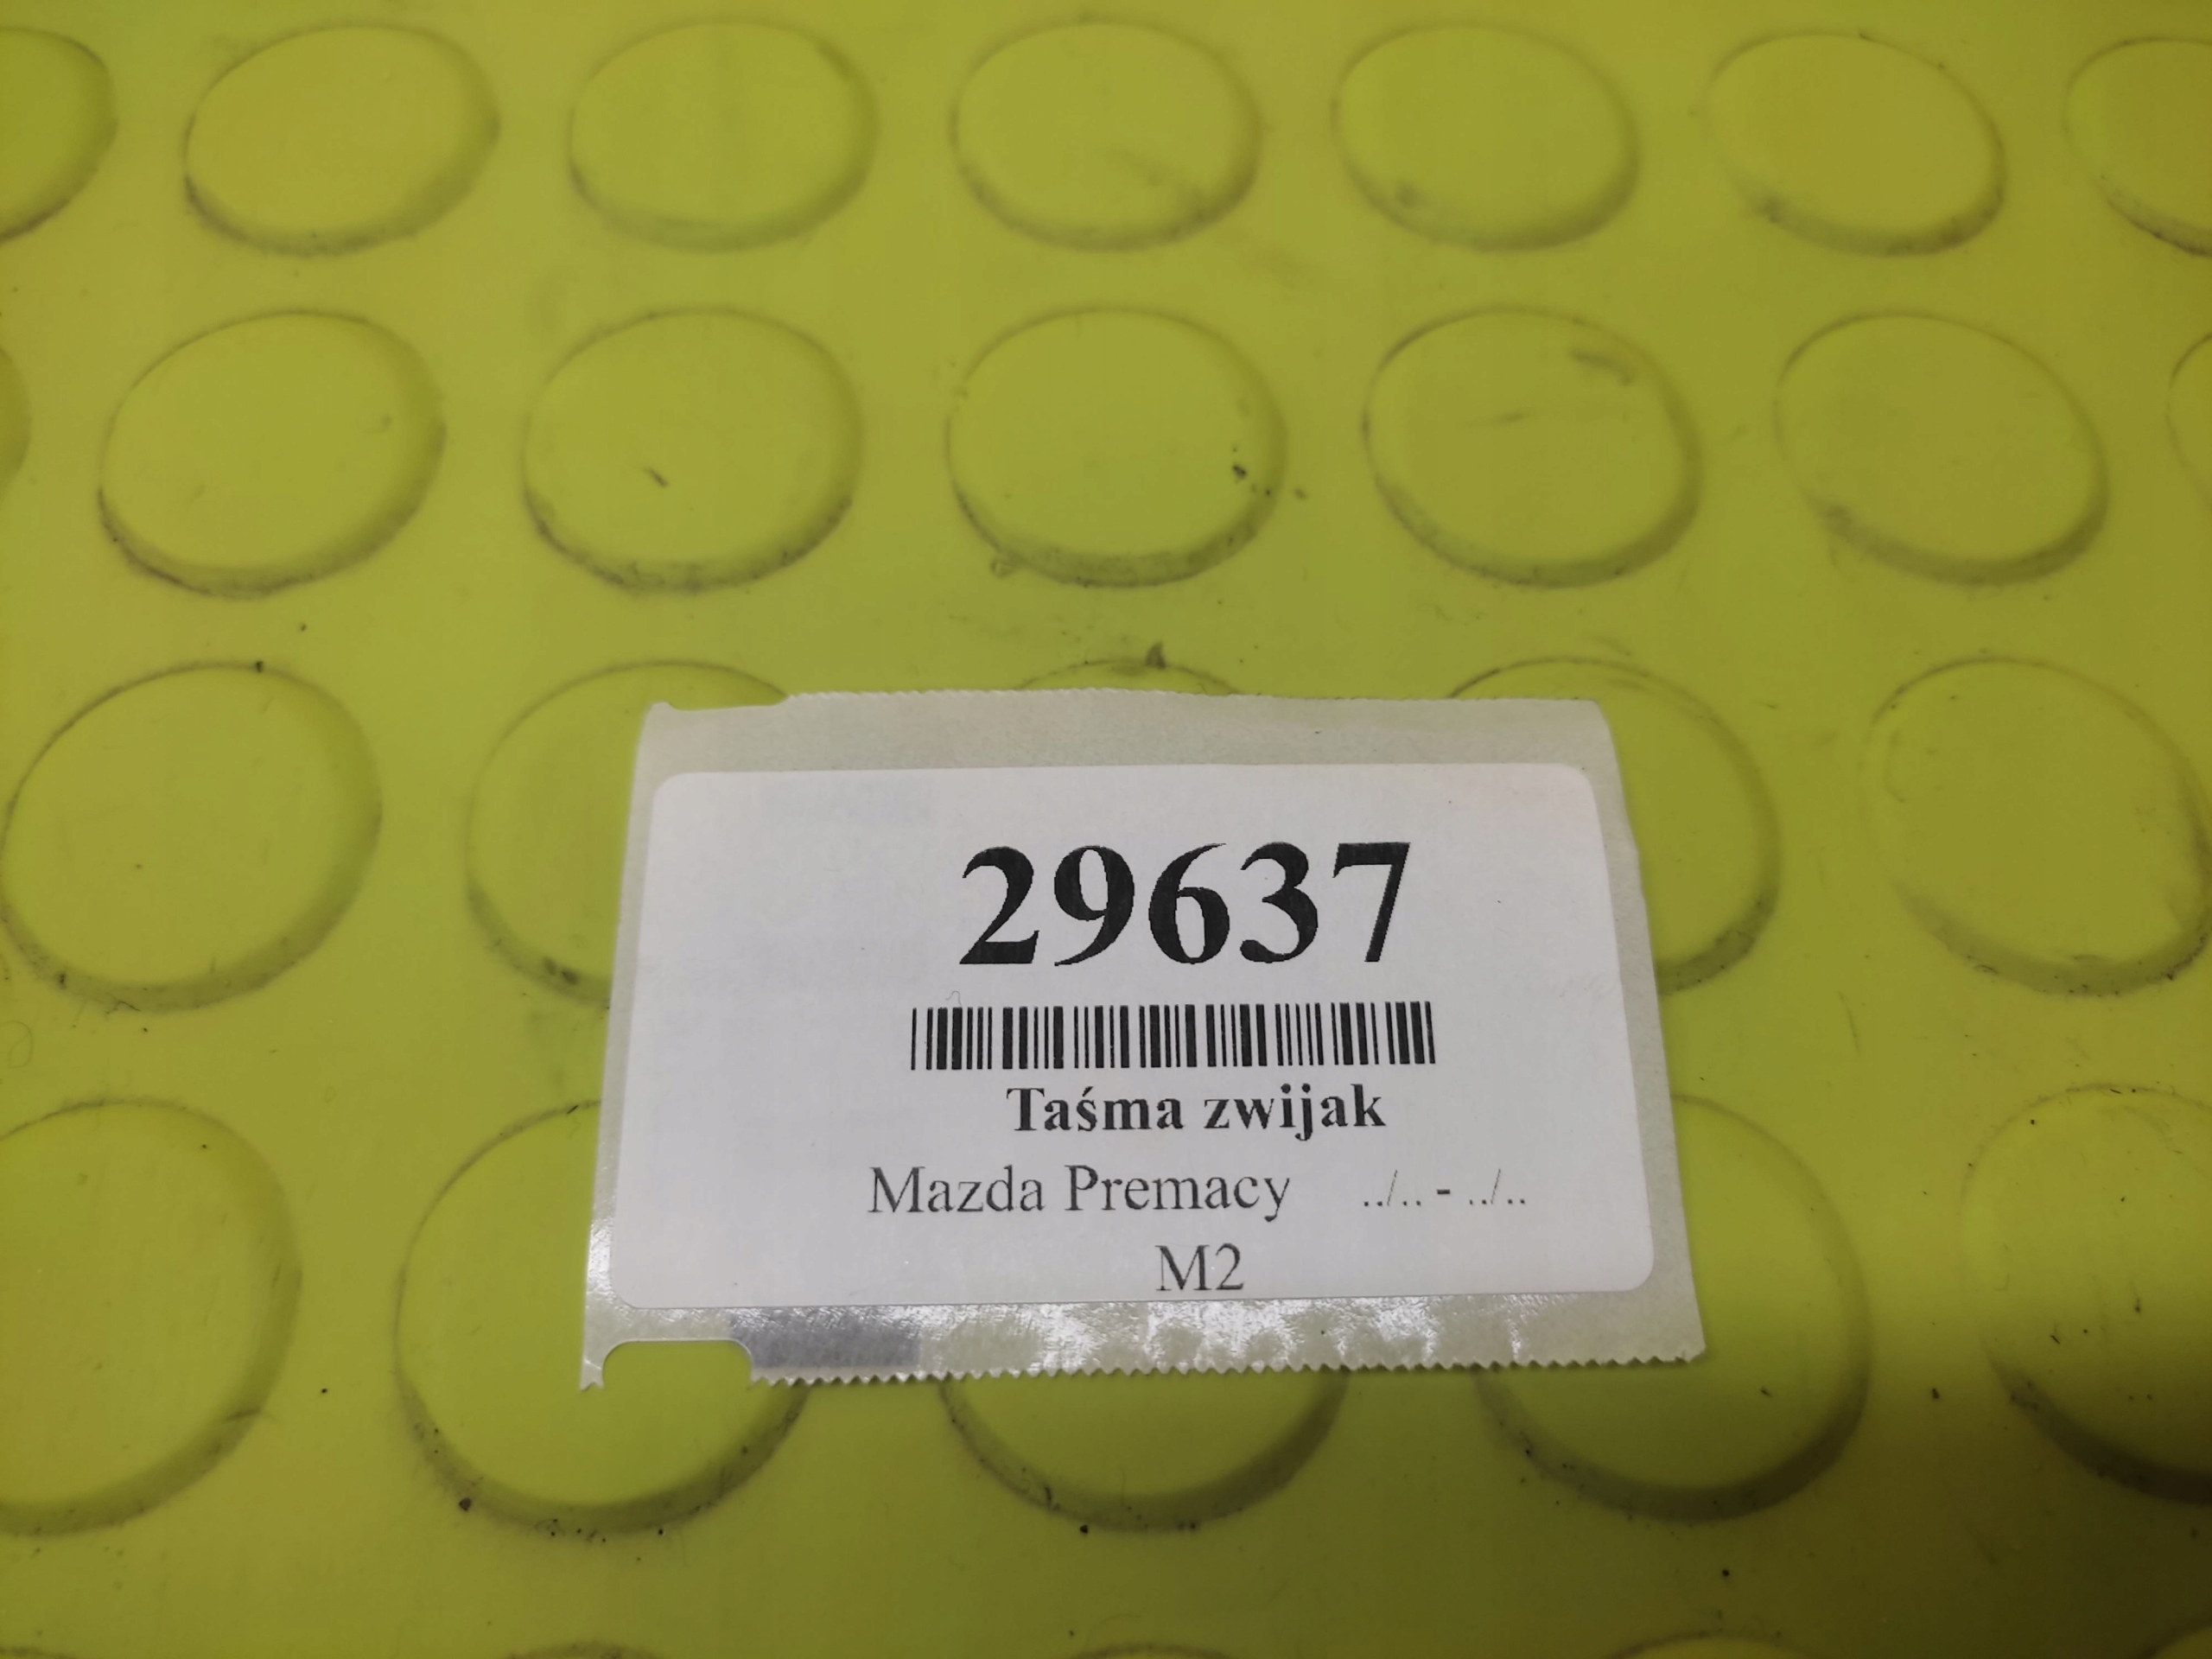 29637
Taśma zwijak
Mazda Premacy ../.. - ../..
M2